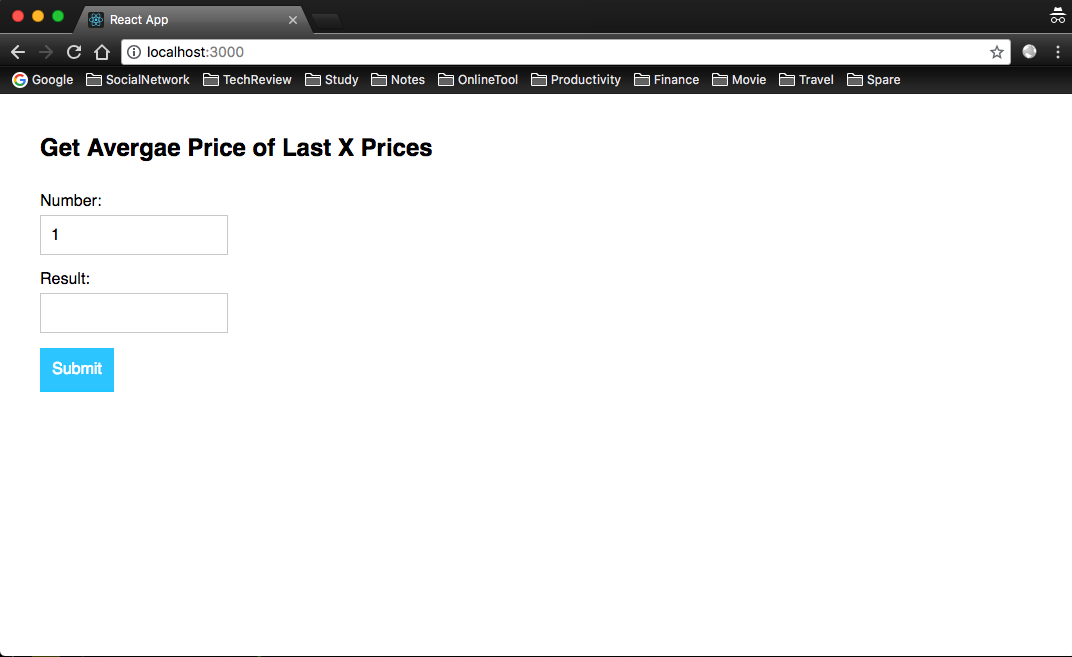 React App
localhost:3000
Google SocialNetwork TechReview Study Notes OnlineTool Productivity Finance Movie Travel Spare
Get Avergae Price of Last X Prices
Number:
1
Result:
Submit